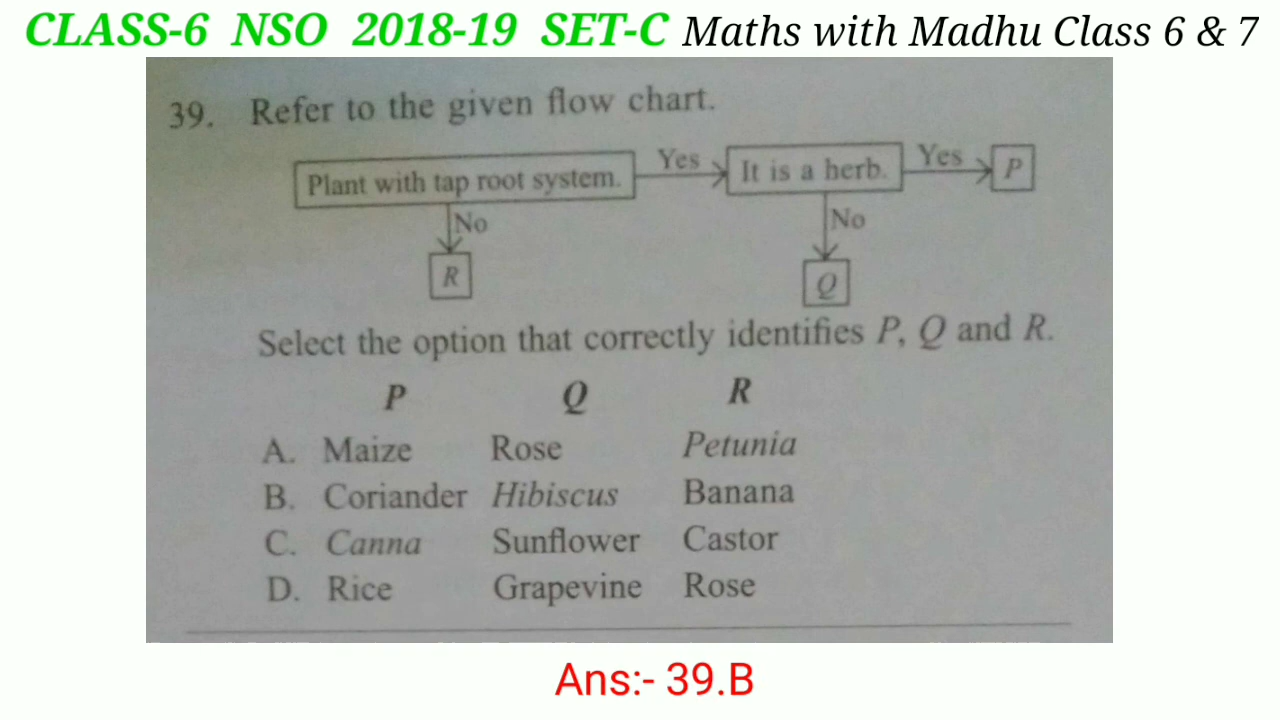 CLASS-6 NSO 2018-19 SET-C Maths with Madhu Class 6 & 7
39. Refer to the given flow chart.
Plant with tap root system. Yes It is a herb. Yes P
No No
R Q
Select the option that correctly identifies P, Q and R.
P Q R
A. Maize Rose Petunia
B. Coriander Hibiscus Banana
C. Canna Sunflower Castor
D. Rice Grapevine Rose
Ans:- 39.B